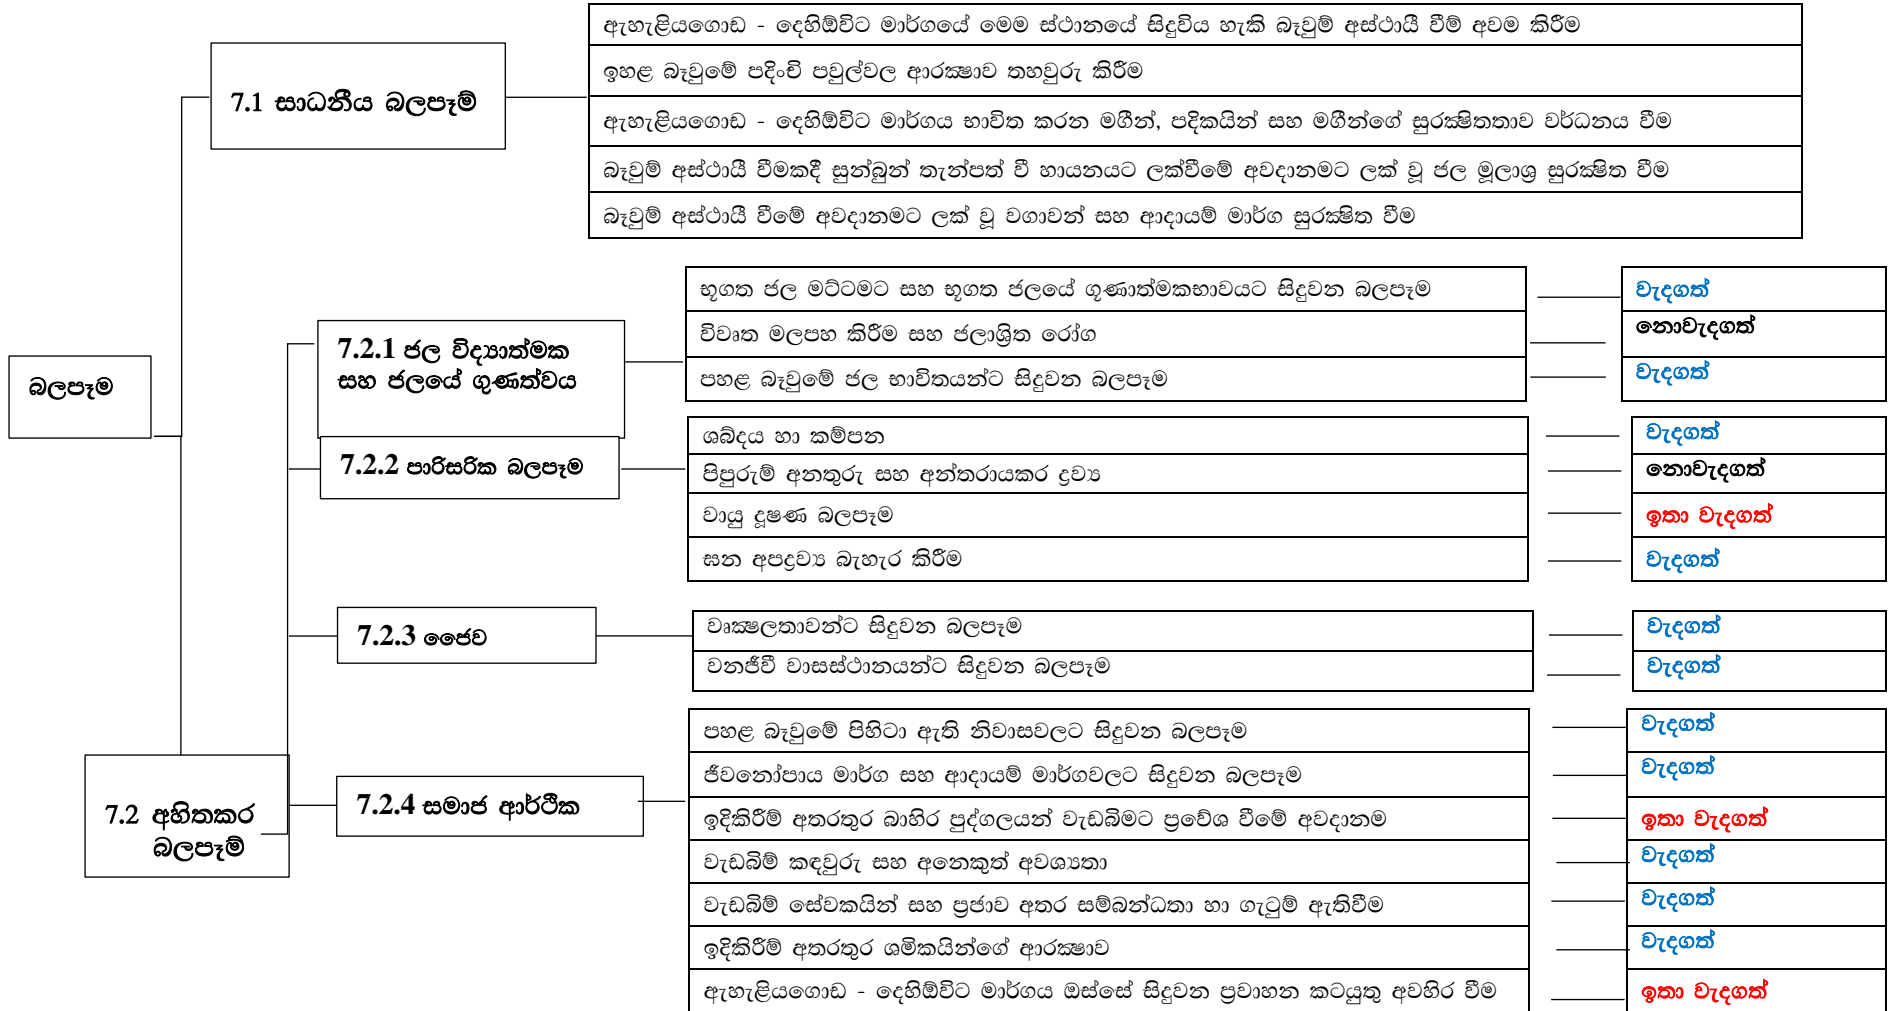 ඇහැළියගොඩ - දෙහිඕවිට මාර්ගයේ මෙම ස්ථානයේ සිදුවිය හැකි බෑවුම් අස්ථායී වීම් අවම කිරීම
ඉහළ බෑවුමේ පදිංචි පවුල්වල ආරක්‍ෂාව තහවුරු කිරීම
7.1 සාධනීය බලපෑම්
ඇහැළියගොඩ - දෙහිඕවිට මාර්ගය භාවිත කරන මගීන්, පදිකයින් සහ මගීන්ගේ සුරක්‍ෂිතතාව වර්ධනය වීම
බෑවුම් අස්ථායී වීමකදී සුන්බුන් තැන්පත් වී හායනයට ලක්වීමේ අවදානමට ලක් වූ ජල මූලාශ්‍ර සුරක්‍ෂිත වීම
බෑවුම් අස්ථායී වීමේ අවදානමට ලක් වූ වගාවන් සහ ආදායම් මාර්ග සුරක්‍ෂිත වීම
බලපෑම
7.2.1 ජල විද්‍යාත්මක
සහ ජලයේ ගුණත්වය
භූගත ජල මට්ටමට සහ භූගත ජලයේ ගුණාත්මකභාවයට සිදුවන බලපෑම වැදගත්
විවෘත මලපහ කිරීම සහ ජලාශ්‍රිත රෝග නොවැදගත්
පහළ බෑවුමේ ජල භාවිතයන්ට සිදුවන බලපෑම වැදගත්
7.2.2 පාරිසරික බලපෑම
ශබ්දය හා කම්පන වැදගත්
පිපුරුම් අනතුරු සහ අන්තරායකර ද්‍රව්‍ය නොවැදගත්
වායු දූෂණ බලපෑම ඉතා වැදගත්
ඝන අපද්‍රව්‍ය බැහැර කිරීම වැදගත්
7.2.3 ජෛව
වෘක්‍ෂලතාවන්ට සිදුවන බලපෑම වැදගත්
වනජීවී වාසස්ථානයන්ට සිදුවන බලපෑම වැදගත්
7.2 අහිතකර
බලපෑම්
7.2.4 සමාජ ආර්ථික
පහළ බෑවුමේ පිහිටා ඇති නිවාසවලට සිදුවන බලපෑම වැදගත්
ජීවනෝපාය මාර්ග සහ ආදායම් මාර්ගවලට සිදුවන බලපෑම වැදගත්
ඉදිකිරීම් අතරතුර බාහිර පුද්ගලයන් වැඩබිමට ප්‍රවේශ වීමේ අවදානම ඉතා වැදගත්
වැඩබිම් කඳවුරු සහ අනෙකුත් අවශ්‍යතා වැදගත්
වැඩබිම් සේවකයින් සහ ප්‍රජාව අතර සම්බන්ධතා හා ගැටුම් ඇතිවීම වැදගත්
ඉදිකිරීම් අතරතුර ශ්‍රමිකයින්ගේ ආරක්‍ෂාව වැදගත්
ඇහැළියගොඩ - දෙහිඕවිට මාර්ගය ඔස්සේ සිදුවන ප්‍රවාහන කටයුතු අවහිර වීම ඉතා වැදගත්